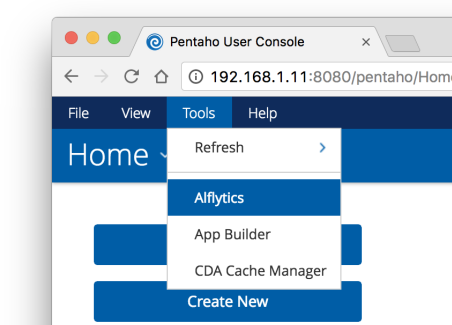 Pentaho User Console
192.168.1.11:8080/pentaho/Hom
File View Tools Help
Home
Refresh
Alflytics
App Builder
CDA Cache Manager
Create New